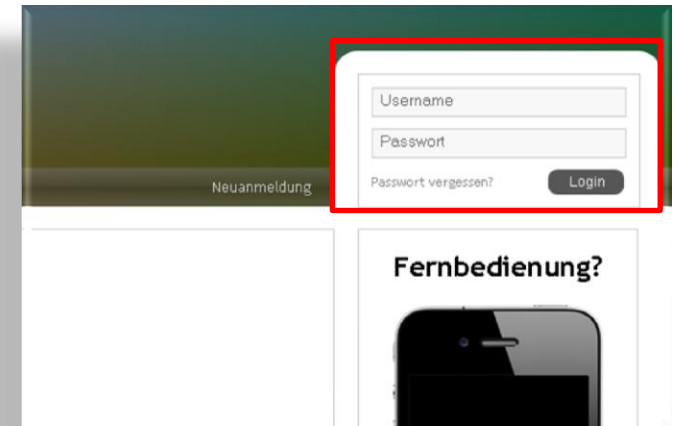 Username
Passwort
Neuanmeldung
Passwort vergessen?
Login
Fernbedienung?